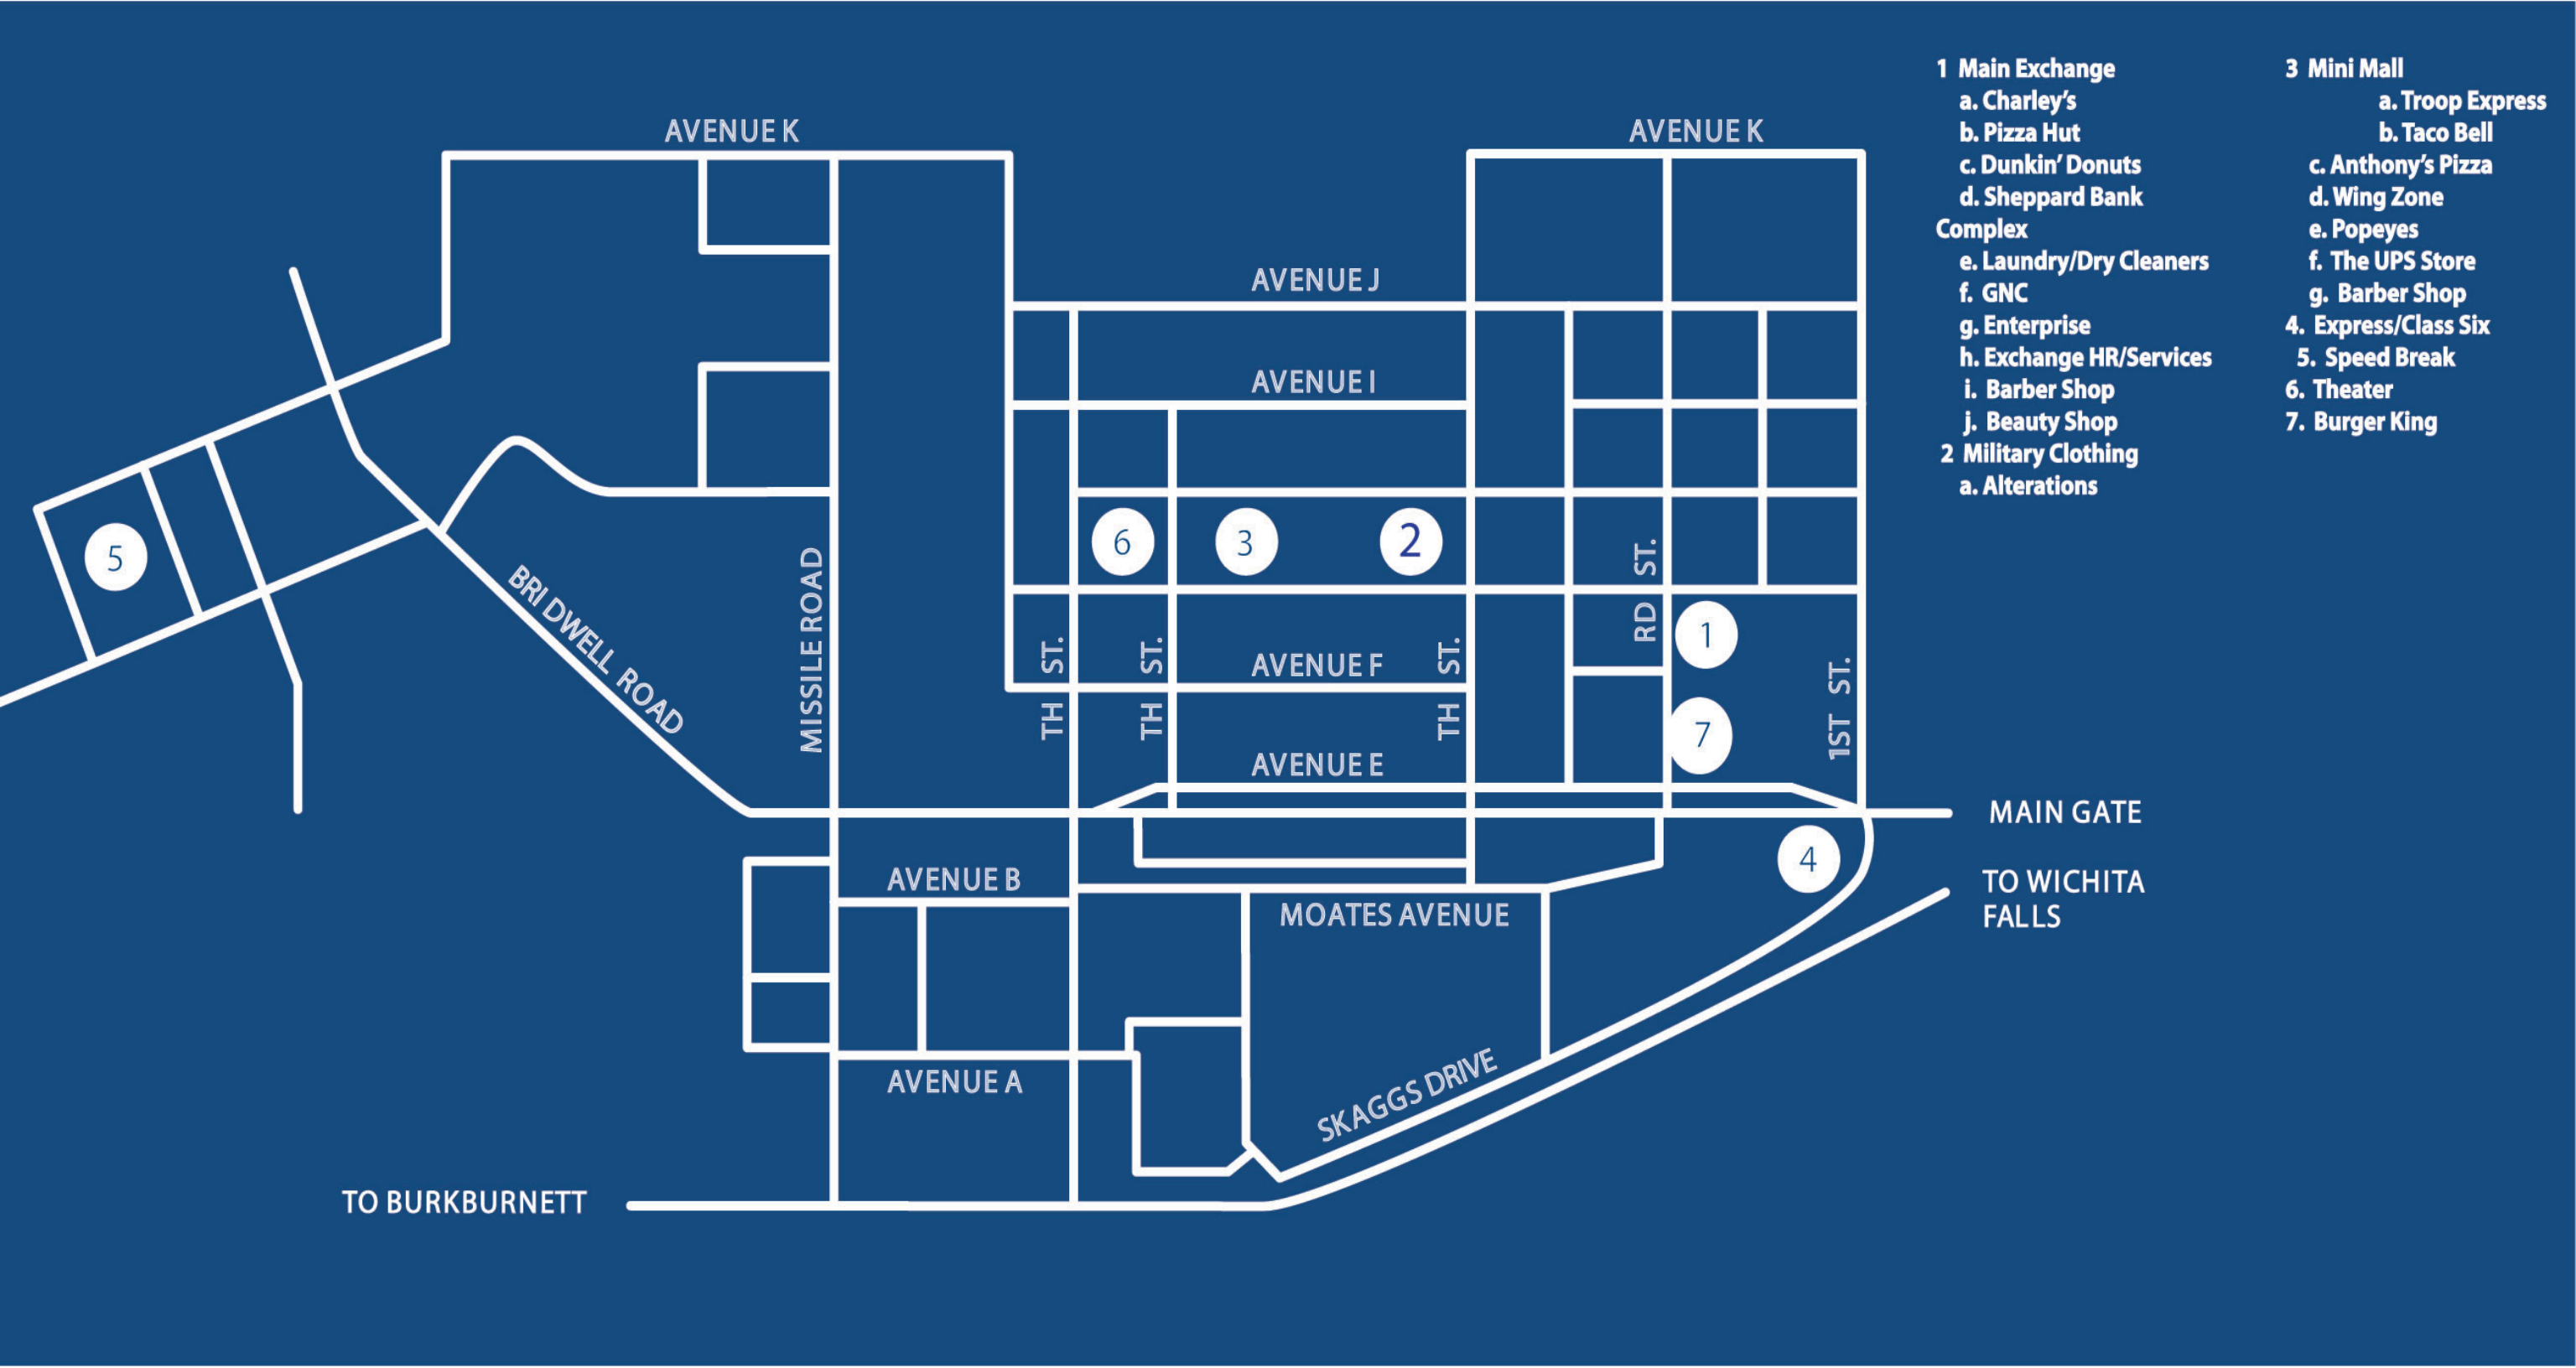 1 Main Exchange
a. Charley's
b. Pizza Hut
c. Dunkin' Donuts
d. Sheppard Bank
Complex
e. Laundry/Dry Cleaners
f. GNC
g. Enterprise
h. Exchange HR/Services
i. Barber Shop
j. Beauty Shop
2 Military Clothing
a. Alterations
3 Mini Mall
a. Troop Express
b. Taco Bell
c. Anthony's Pizza
d. Wing Zone
e. Popeyes
f. The UPS Store
g. Barber Shop
4. Express/Class Six
5. Speed Break
6. Theater
7. Burger King
AVENUE K
AVENUE K
AVENUE J
AVENUE I
6
3
2
5
BRIDWELL ROAD
MISSILE ROAD
RD ST.
1
TH ST.
TH ST.
AVENUE F
TH ST.
1ST ST.
7
AVENUE E
MAIN GATE
4
AVENUE B
TO WICHITA
FALLS
MOATES AVENUE
AVENUE A
SKAGGS DRIVE
TO BURKBURNETT